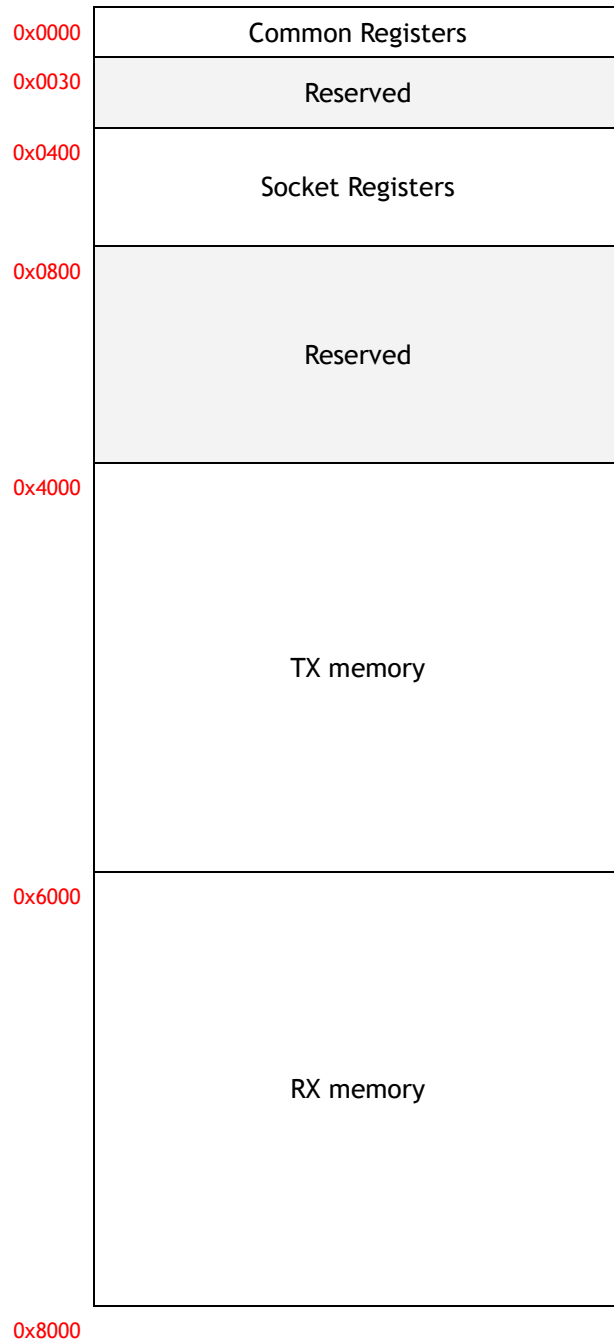 0x0000
Common Registers
0x0030
Reserved
0x0400
Socket Registers
0x0800
Reserved
0x4000
TX memory
0x6000
RX memory
0x8000